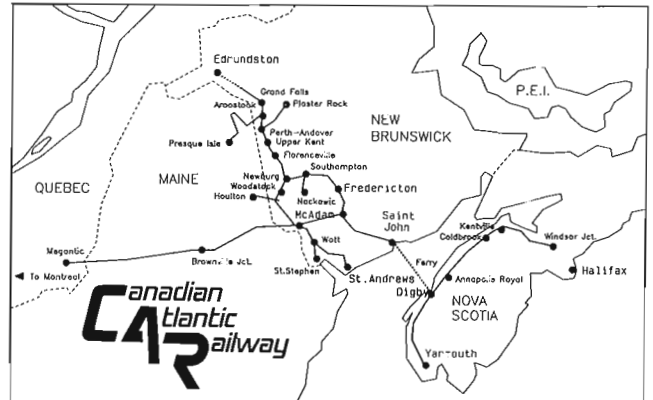 Edrundston
Grand Falls
Aroostook
Plaster Rock
P.E.I.
NEW
BRUNSWICK
Perth-Andover
Presque Isle
Upper Kent
Florenceville
Southampton
MAINE
Newburg
QUEBEC
Woodstock
Fredericton
Houlton
Nackawic
McAdam
Saint
John
Kentville
Coldbrook
Windsor Jct.
Watt
Megantic
Brownville Jct.
Ferry
Halifax
To Montreal
St.Stephen
St.Andrews
Annapolis Royal
Digby
NOVA
SCOTIA
Canadian
Atlantic
Railway
Yarmouth